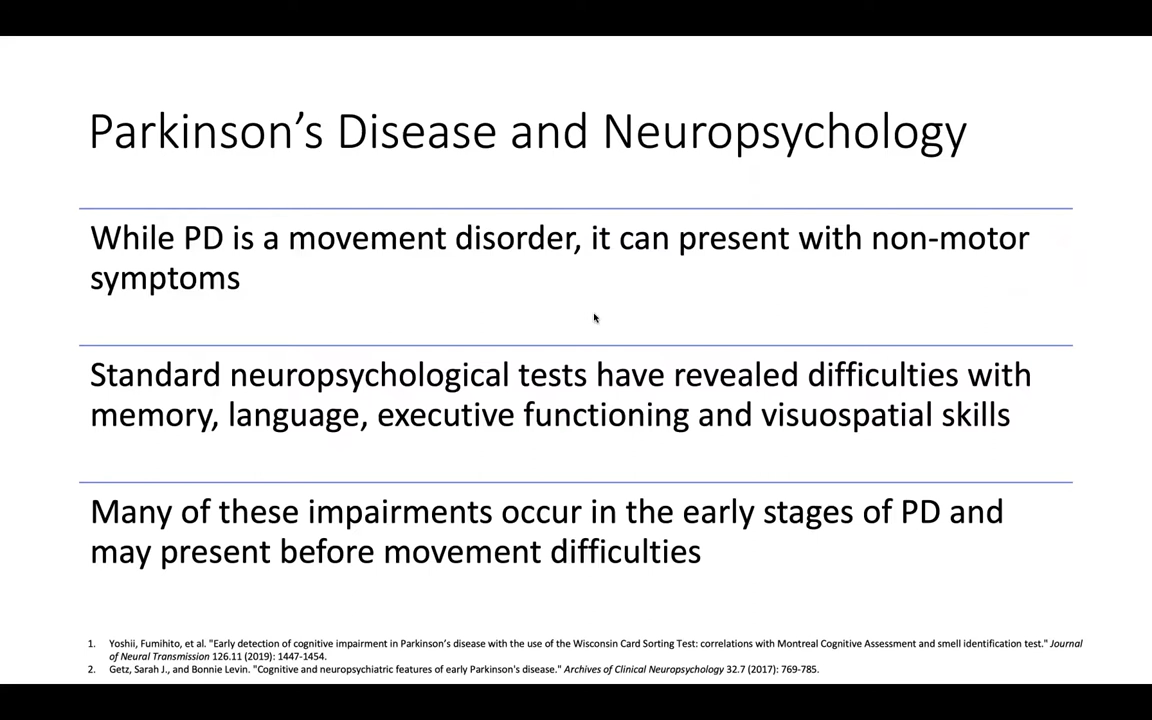 Parkinson’s Disease and Neuropsychology
While PD is a movement disorder, it can present with non-motor
symptoms
Standard neuropsychological tests have revealed difficulties with
memory, language, executive functioning and visuospatial skills
Many of these impairments occur in the early stages of PD and
may present before movement difficulties
1. Yoshii, Fumihito, et al. "Early detection of cognitive impairment in Parkinson’s disease with the use of the Wisconsin Card Sorting Test: correlations with Montreal Cognitive Assessment and smell identification test." Journal
of Neural Transmission 126.11 (2019): 1447-1454.
2. Getz, Sarah J., and Bonnie Levin. "Cognitive and neuropsychiatric features of early Parkinson's disease." Archives of Clinical Neuropsychology 32.7 (2017): 769-785.